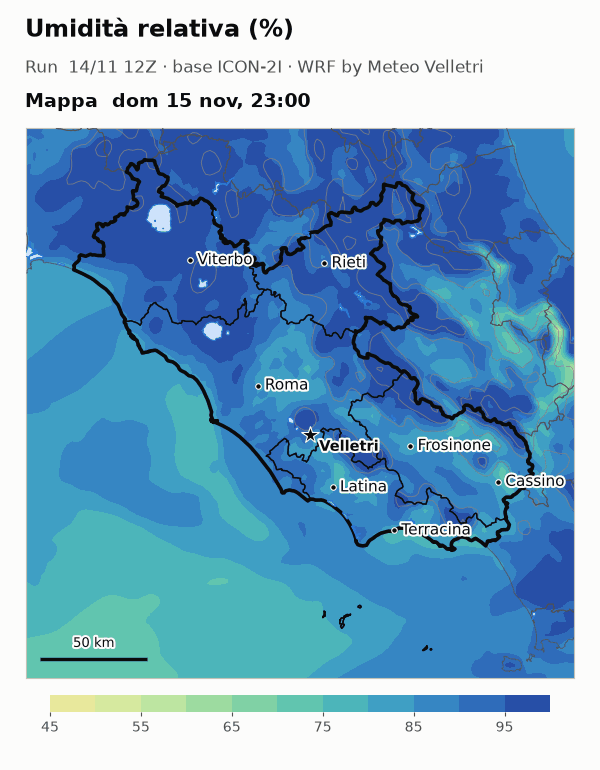 Umidità relativa (%)
Run 14/11 12Z · base ICON-2I · WRF by Meteo Velletri
Mappa dom 15 nov, 23:00
Viterbo
Rieti
Roma
Velletri
Frosinone
Latina
Cassino
Terracina
50 km
45 55 65 75 85 95